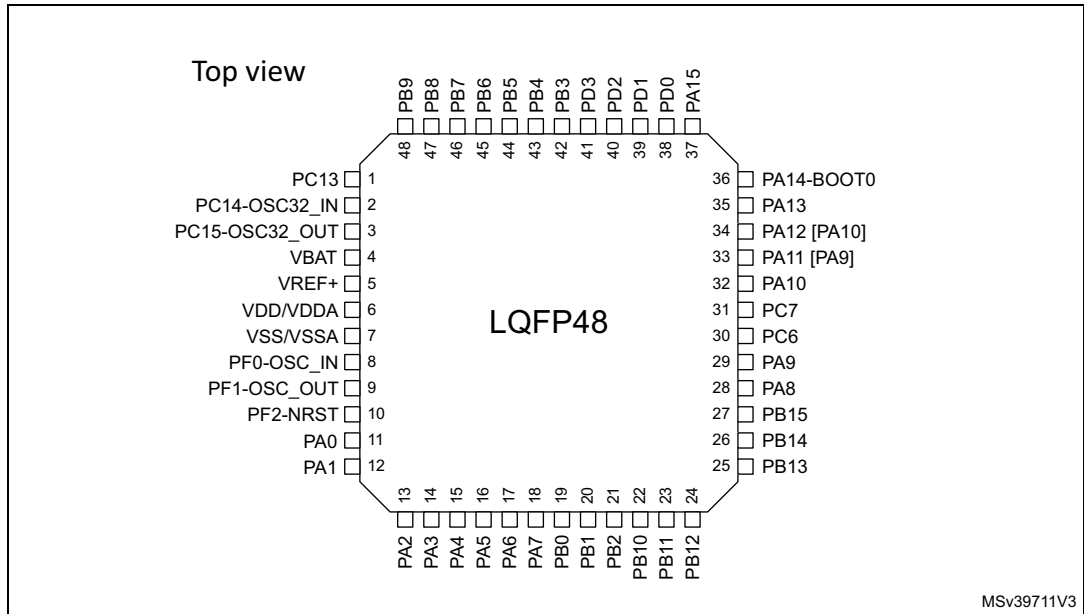 Top view
PB9
PB8
PB7
PB6
PB5
PB4
PB3
PD3
PD2
PD1
PD0
PA15
48
47
46
45
44
43
42
41
40
39
38
37
PC13 1
PC14-OSC32_IN 2
PC15-OSC32_OUT 3
VBAT 4
VREF+ 5
VDD/VDDA 6
VSS/VSSA 7
PF0-OSC_IN 8
PF1-OSC_OUT 9
PF2-NRST 10
PA0 11
PA1 12
LQFP48
36 PA14-BOOT0
35 PA13
34 PA12 [PA10]
33 PA11 [PA9]
32 PA10
31 PC7
30 PC6
29 PA9
28 PA8
27 PB15
26 PB14
25 PB13
13
14
15
16
17
18
19
20
21
22
23
24
PA2
PA3
PA4
PA5
PA6
PA7
PB0
PB1
PB2
PB10
PB11
PB12
MSv39711V3